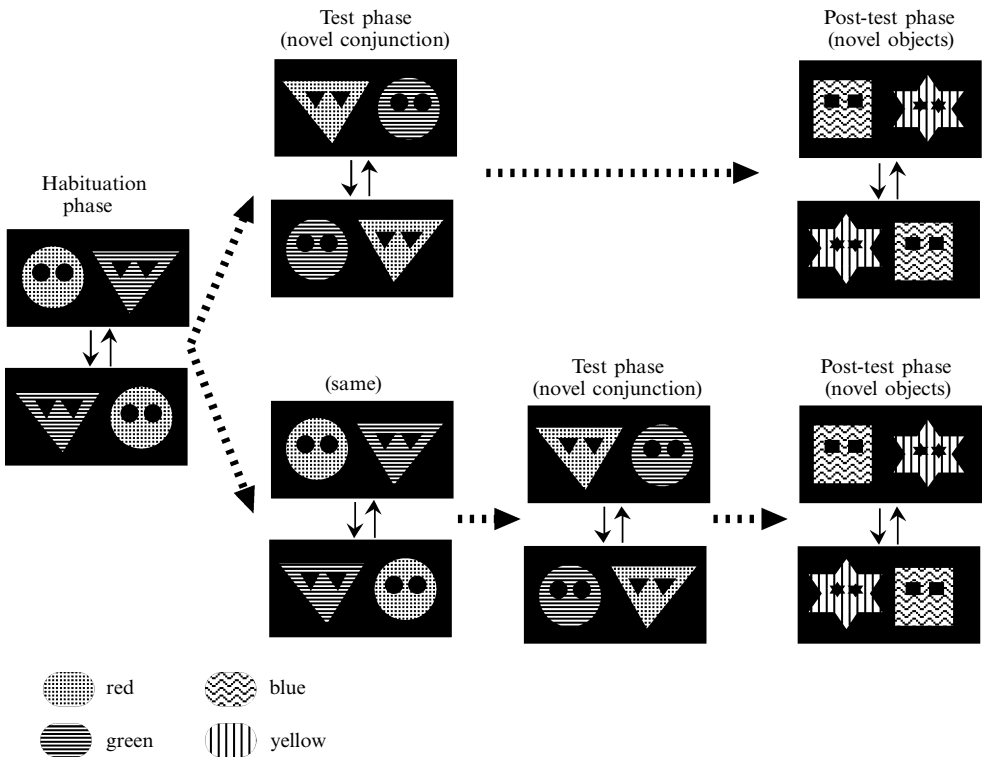 Test phase
(novel conjunction)
Post-test phase
(novel objects)
Habituation
phase
(same)
Test phase
(novel conjunction)
Post-test phase
(novel objects)
red
blue
green
yellow